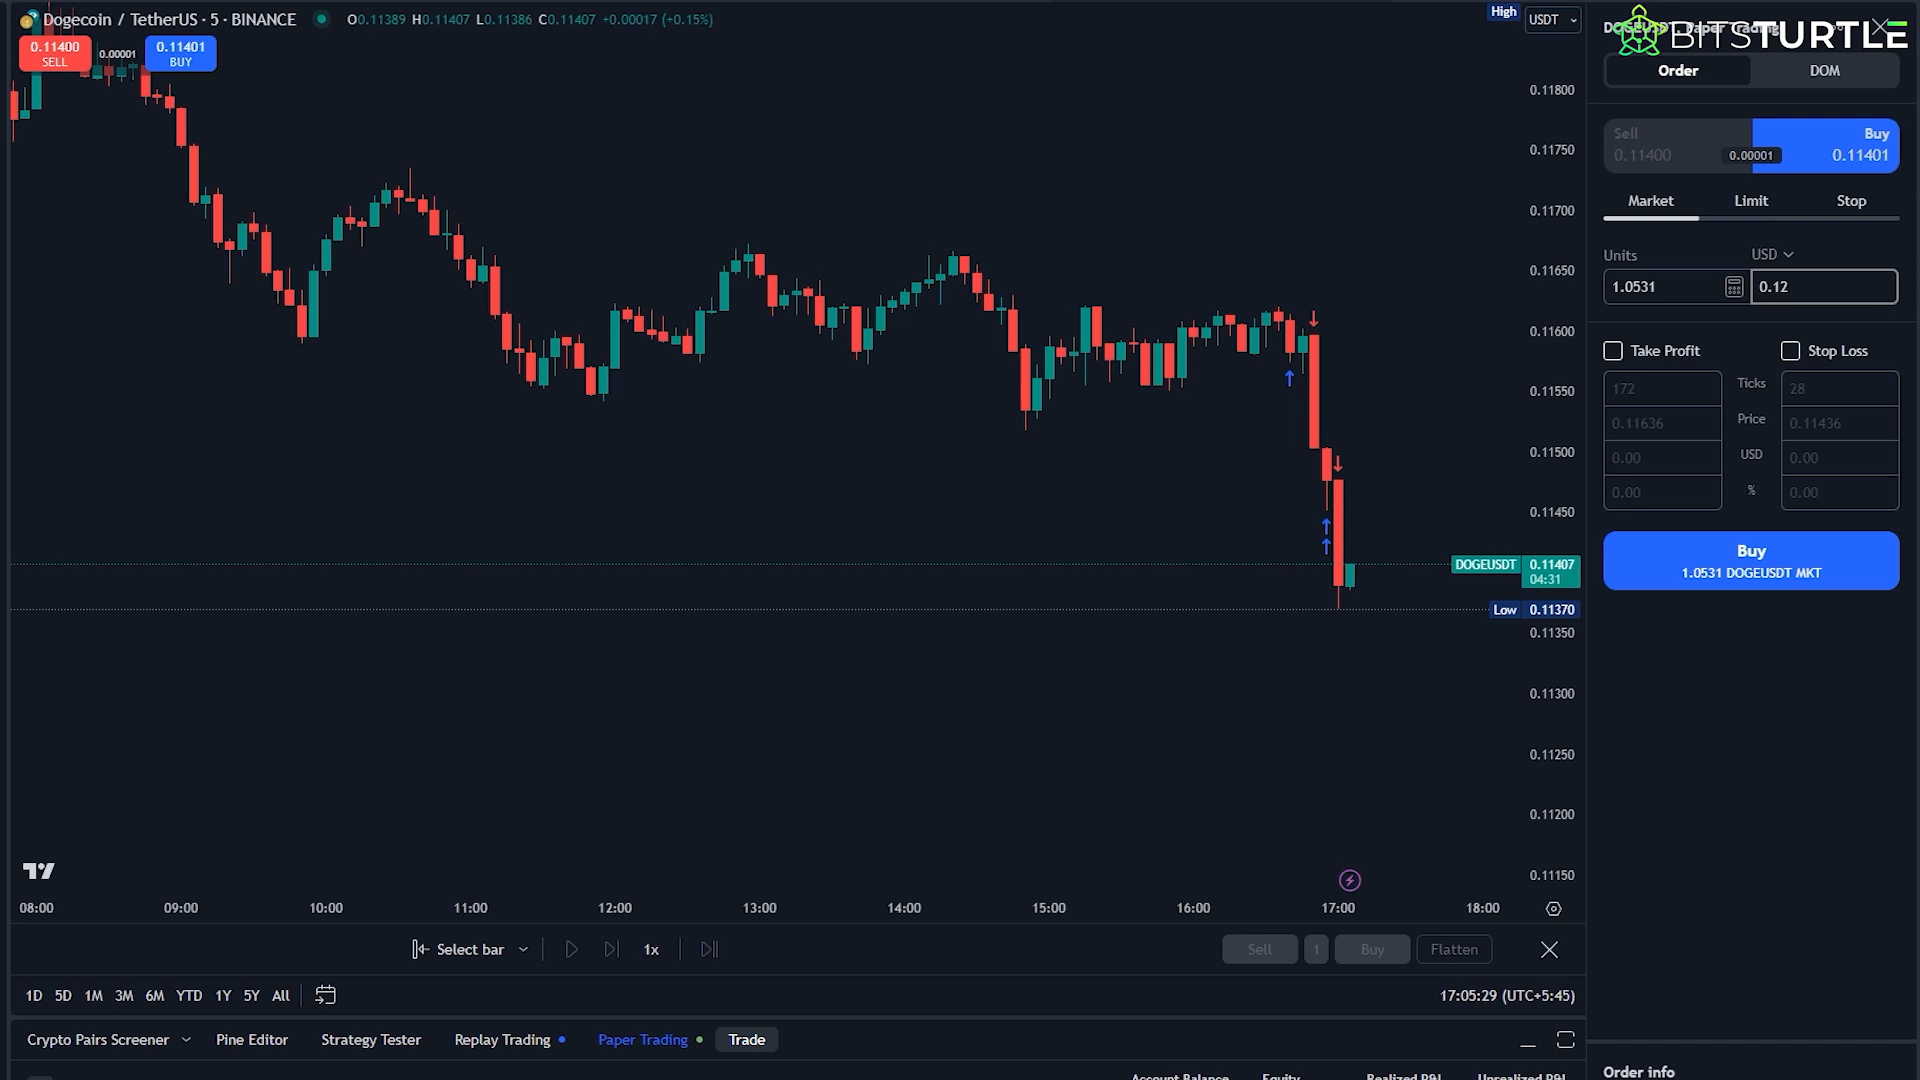 Dogecoin / TetherUS · 5 · BINANCE
O0.11389 H0.11407 L0.11386 C0.11407 +0.00017 (+0.15%)
0.11400
SELL
0.00001
0.11401
BUY
High
USDT
BITSTURTLE
Order
DOM
Sell
0.11400
0.00001
Buy
0.11401
Market
Limit
Stop
Units
USD
1.0531
0.12
Take Profit
Stop Loss
172
Ticks
28
0.11636
Price
0.11436
0.00
USD
0.00
0.00
%
0.00
Buy
1.0531 DOGEUSDT MKT
0.11800
0.11750
0.11700
0.11650
0.11600
0.11550
0.11500
0.11450
DOGEUSDT
0.11407
04:31
Low
0.11370
0.11350
0.11300
0.11250
0.11200
0.11150
08:00
09:00
10:00
11:00
12:00
13:00
14:00
15:00
16:00
17:00
18:00
Select bar
1x
Sell
1
Buy
Flatten
1D 5D 1M 3M 6M YTD 1Y 5Y All
17:05:29 (UTC+5:45)
Crypto Pairs Screener
Pine Editor
Strategy Tester
Replay Trading
Paper Trading
Trade
Account Balance
Equity
Realized P&L
Unrealized P&L
Order info